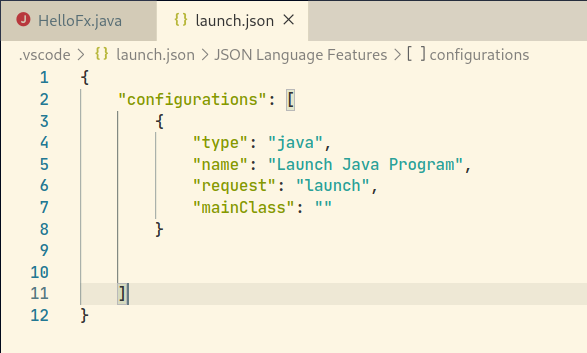 J HelloFx.java {} launch.json ×
.vscode > {} launch.json > JSON Language Features > [ ] configurations
1 {
2 "configurations": [
3 {
4 "type": "java",
5 "name": "Launch Java Program",
6 "request": "launch",
7 "mainClass": ""
8 }
9
10
11 ]
12 }